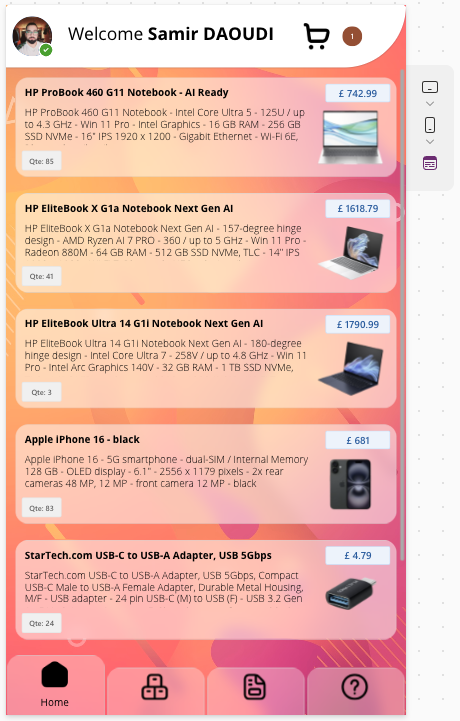 Welcome Samir DAOUDI
1
HP ProBook 460 G11 Notebook - AI Ready
£ 742.99
HP ProBook 460 G11 Notebook - Intel Core Ultra 5 - 125U / up
to 4.3 GHz - Win 11 Pro - Intel Graphics - 16 GB RAM - 256 GB
SSD NVMe - 16" IPS 1920 x 1200 - Gigabit Ethernet - Wi-Fi 6E,
Qte: 85
HP EliteBook X G1a Notebook Next Gen AI
£ 1618.79
HP EliteBook X G1a Notebook Next Gen AI - 157-degree hinge
design - AMD Ryzen AI 7 PRO - 360 / up to 5 GHz - Win 11 Pro -
Radeon 880M - 64 GB RAM - 512 GB SSD NVMe, TLC - 14" IPS
Qte: 41
HP EliteBook Ultra 14 G1i Notebook Next Gen AI
£ 1790.99
HP EliteBook Ultra 14 G1i Notebook Next Gen AI - 180-degree
hinge design - Intel Core Ultra 7 - 258V / up to 4.8 GHz - Win 11
Pro - Intel Arc Graphics 140V - 32 GB RAM - 1 TB SSD NVMe,
Qte: 3
Apple iPhone 16 - black
£ 681
Apple iPhone 16 - 5G smartphone - dual-SIM / Internal Memory
128 GB - OLED display - 6.1" - 2556 x 1179 pixels - 2x rear
cameras 48 MP, 12 MP - front camera 12 MP - black
Qte: 83
StarTech.com USB-C to USB-A Adapter, USB 5Gbps
£ 4.79
StarTech.com USB-C to USB-A Adapter, USB 5Gbps, Compact
USB-C Male to USB-A Female Adapter, Durable Metal Housing,
M/F - USB adapter - 24 pin USB-C (M) to USB (F) - USB 3.2 Gen
Qte: 24
Home